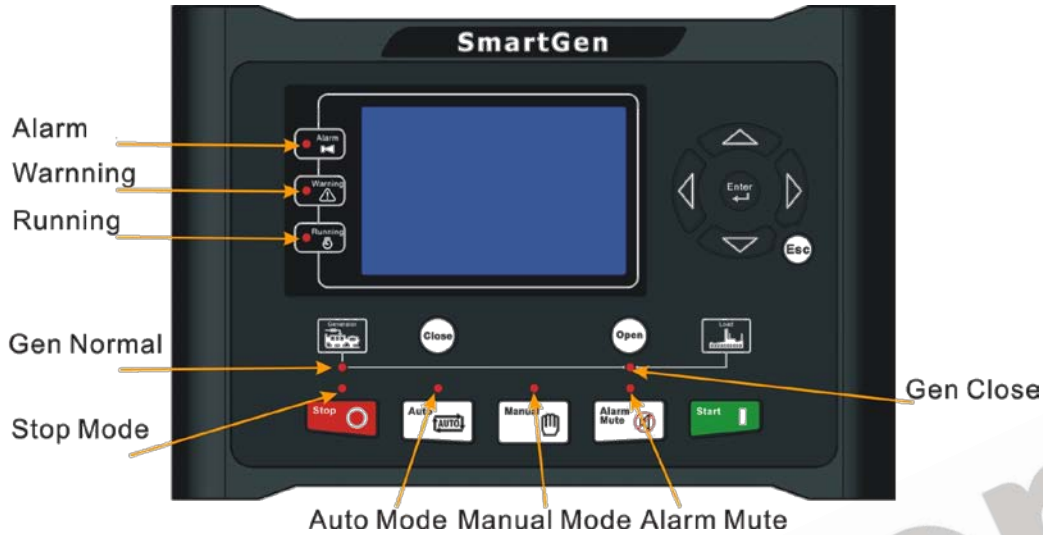 SmartGen
Alarm
Alarm
Warnning
Warning
Running
Running
Enter
Esc
Generator
Close
Open
Load
Gen Normal
Gen Close
Stop Mode
Stop
Auto
AUTO
Manual
Alarm
Mute
Start
Auto Mode Manual Mode Alarm Mute